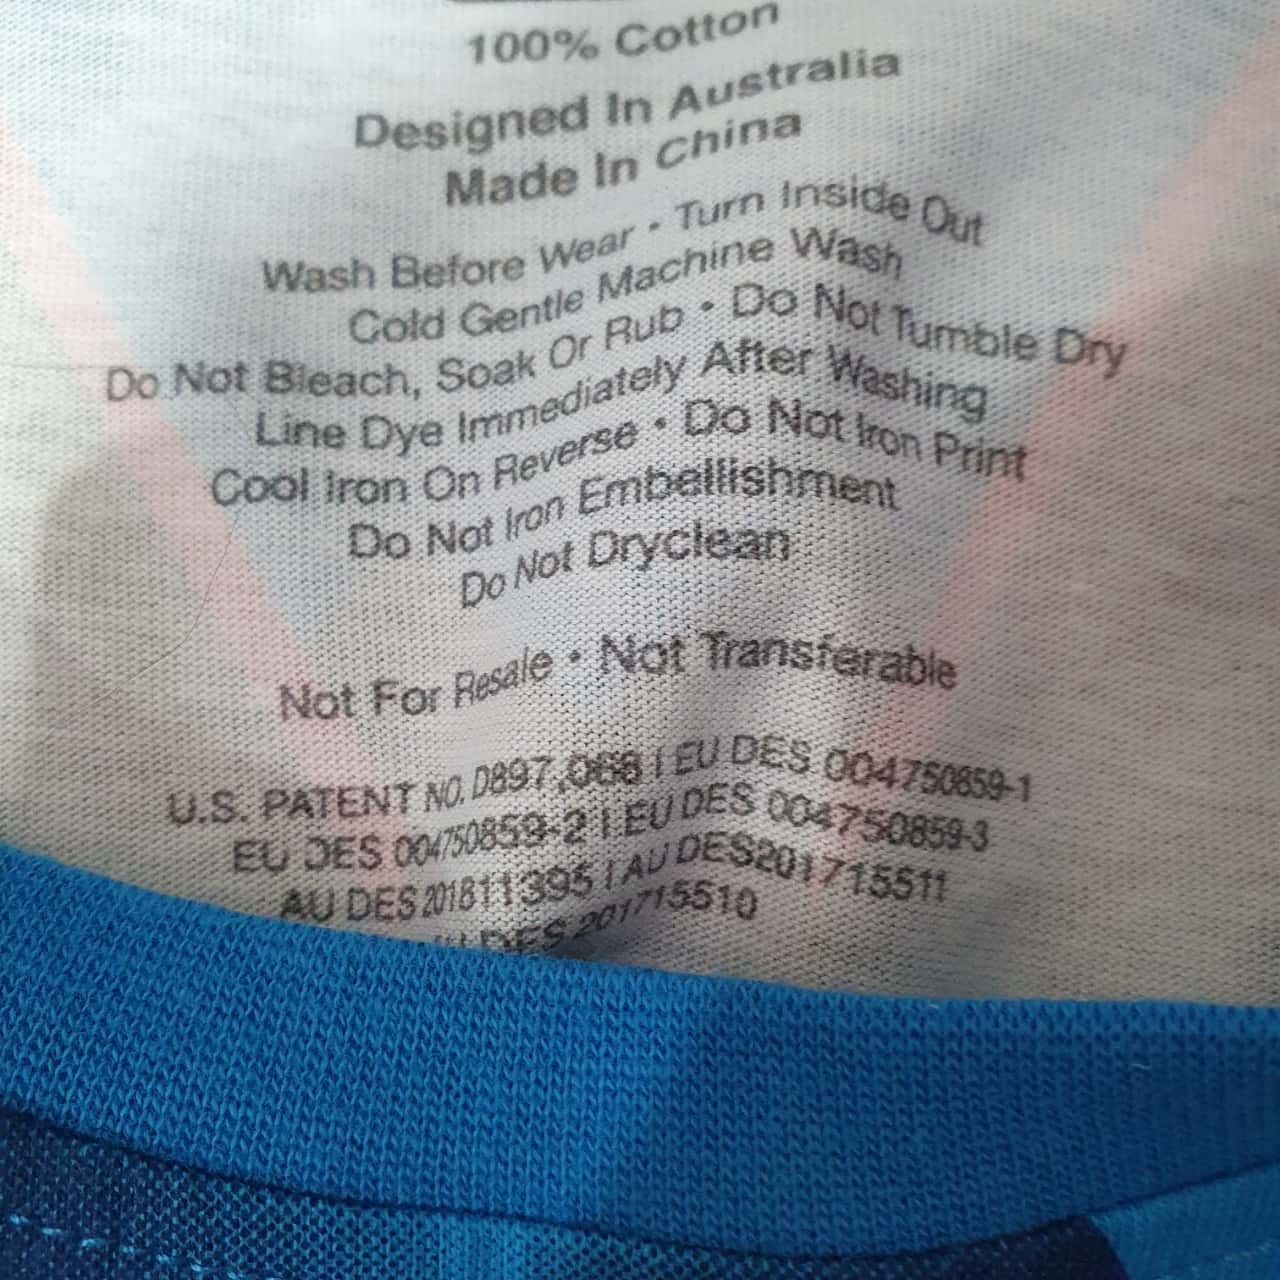 100% Cotton
Designed In Australia
Made In China
Wash Before Wear • Turn Inside Out
Cold Gentle Machine Wash
Do Not Bleach, Soak Or Rub • Do Not Tumble Dry
Line Dye Immediately After Washing
Cool Iron On Reverse • Do Not Iron Print
Do Not Iron Embellishment
Do Not Dryclean
Not For Resale • Not Transferable
U.S. PATENT NO. D897,068 | EU DES 004750859-1
EU DES 004750859-2 | EU DES 004750859-3
AU DES 201811395 | AU DES201715511
DES 201715510